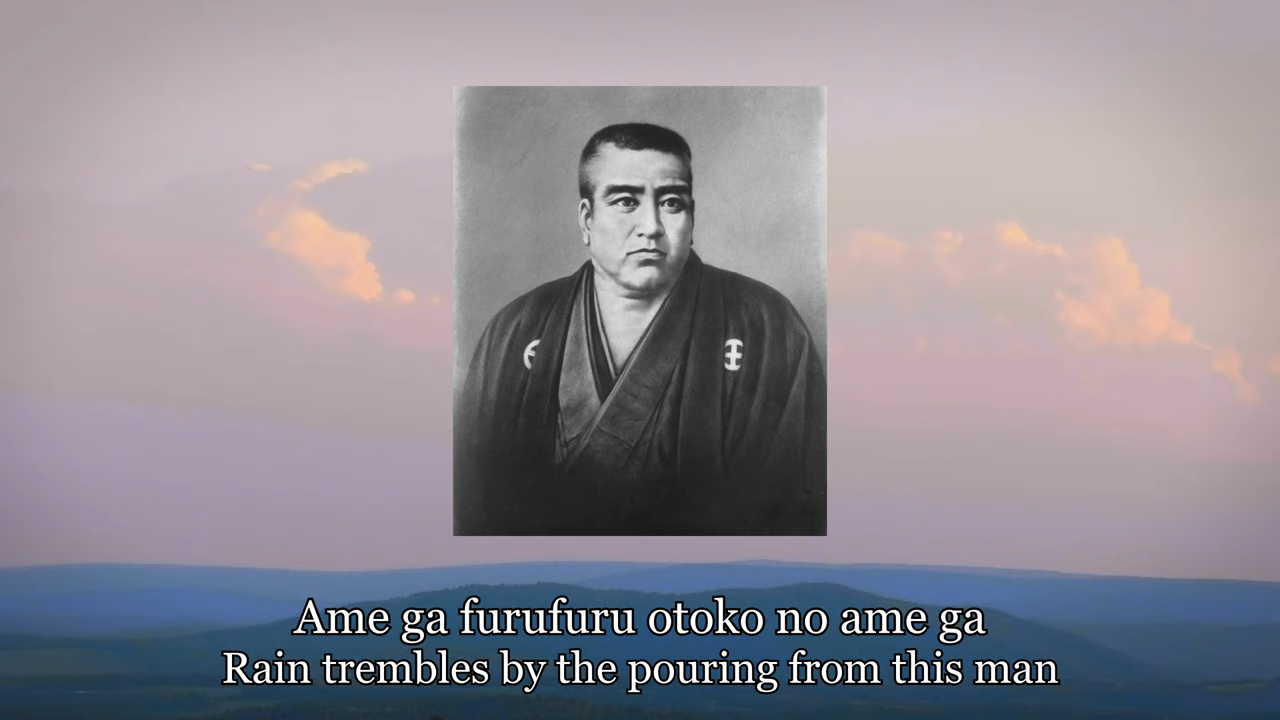 Ame ga furufuru otoko no ame ga
Rain trembles by the pouring from this man